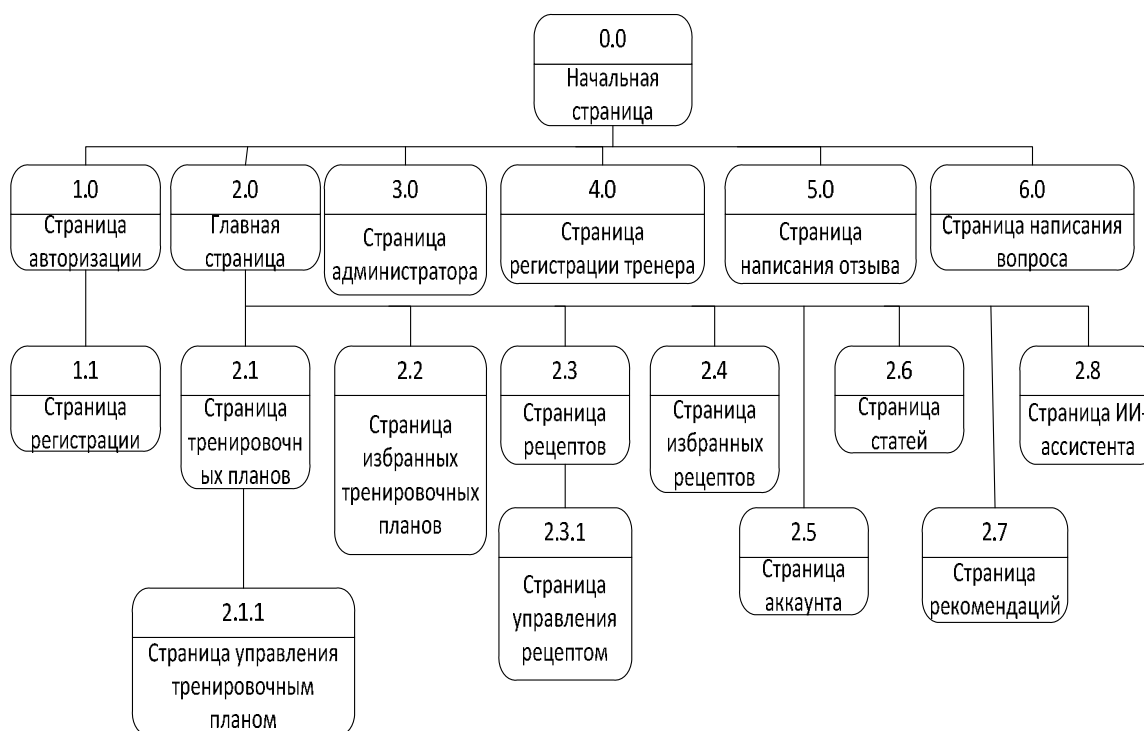 0.0
Начальная
страница
1.0
Страница
авторизации
2.0
Главная
страница
3.0
Страница
администратора
4.0
Страница
регистрации тренера
5.0
Страница
написания отзыва
6.0
Страница написания
вопроса
1.1
Страница
регистрации
2.1
Страница
тренировочн
ых планов
2.2
Страница
избранных
тренировочных
планов
2.3
Страница
рецептов
2.4
Страница
избранных
рецептов
2.6
Страница
статей
2.8
Страница ИИ-
ассистента
2.3.1
Страница
управления
рецептом
2.5
Страница
аккаунта
2.7
Страница
рекомендаций
2.1.1
Страница управления
тренировочным
планом